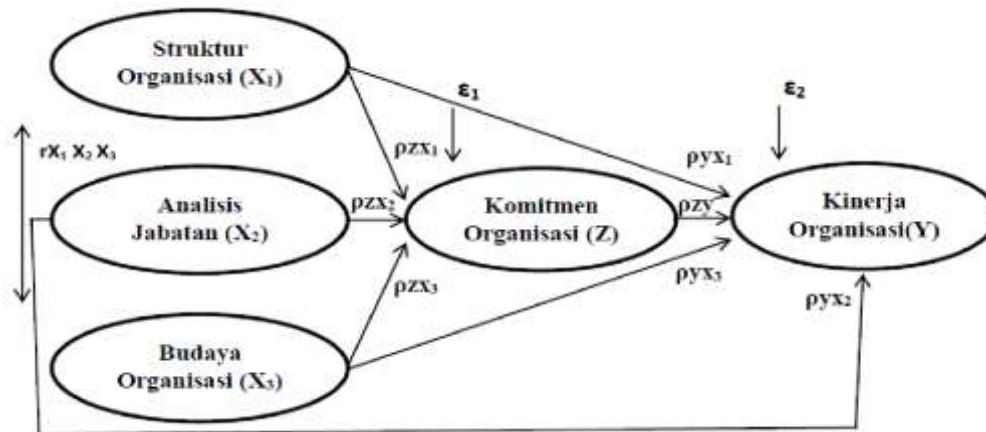 Struktur
Organisasi (X₁)
ε₁
ε₂
rX₁ X₂ X₃
ρzx₁
ρyx₁
Analisis
Jabatan (X₂)
ρzx₂
Komitmen
Organisasi (Z)
ρzy
Kinerja
Organisasi(Y)
ρzx₃
ρyx₃
ρyx₂
Budaya
Organisasi (X₃)